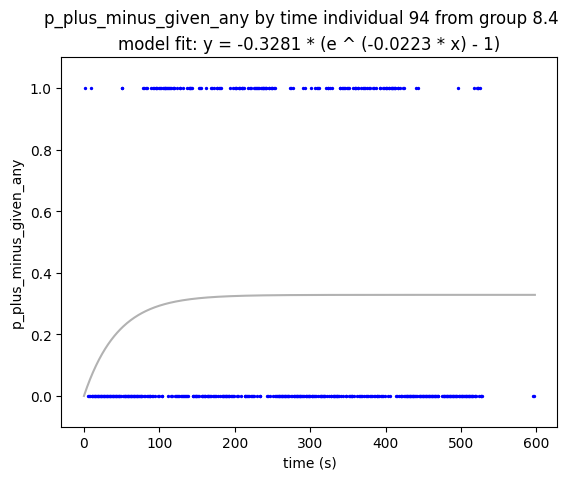 p_plus_minus_given_any by time individual 94 from group 8.4
model fit: y = -0.3281 * (e ^ (-0.0223 * x) - 1)
1.0
0.8
0.6
0.4
0.2
0.0
p_plus_minus_given_any
0 100 200 300 400 500 600
time (s)